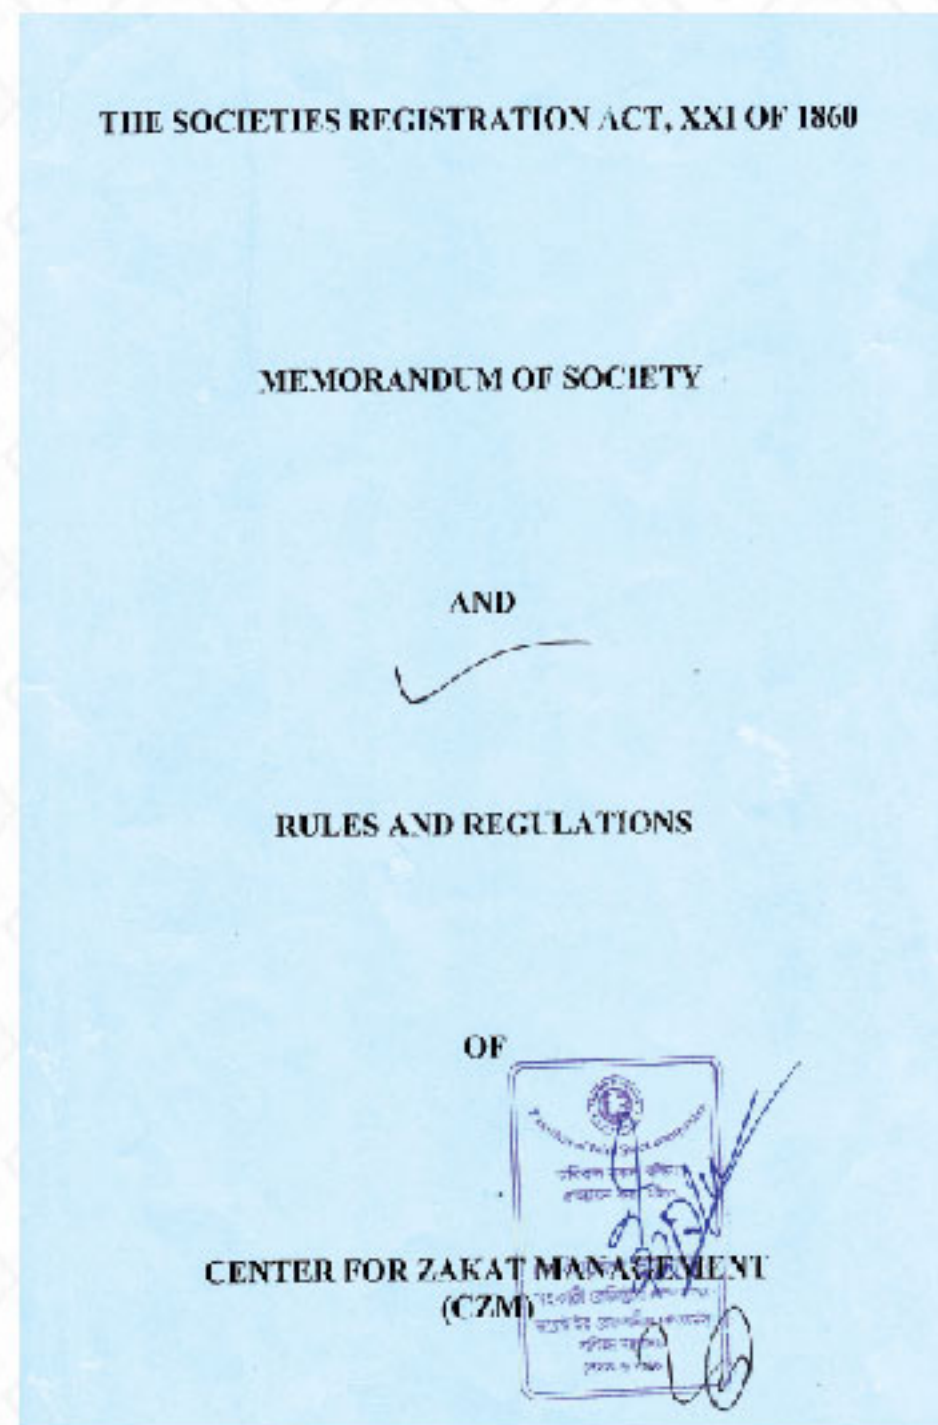 THE SOCIETIES REGISTRATION ACT, XXI OF 1860
MEMORANDUM OF SOCIETY
AND
RULES AND REGULATIONS
OF
CENTER FOR ZAKAT MANAGEMENT
(CZM)